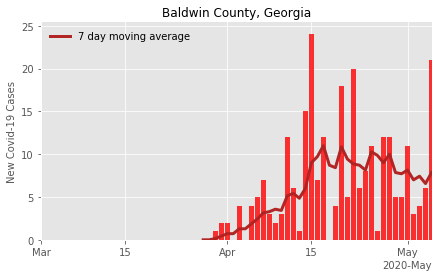 Baldwin County, Georgia
7 day moving average
New Covid-19 Cases
25
20
15
10
5
0
Mar
15
Apr
15
May
2020-May